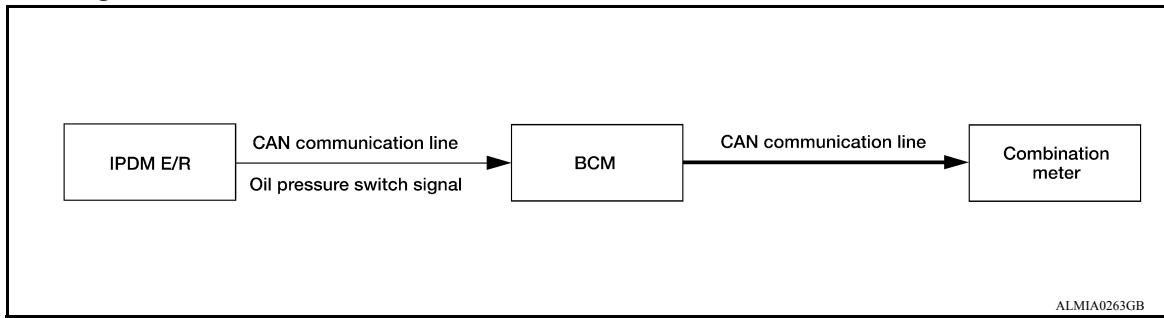 IPDM E/R
CAN communication line
Oil pressure switch signal
BCM
CAN communication line
Combination
meter
ALMIA0263GB